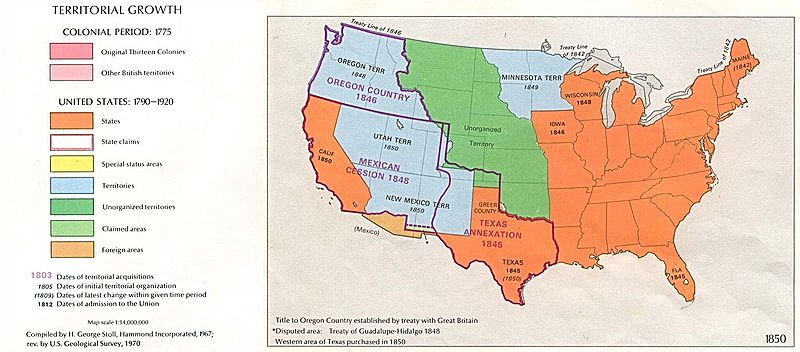 TERRITORIAL GROWTH
COLONIAL PERIOD: 1775
Original Thirteen Colonies
Other British territories
UNITED STATES: 1790–1920
States
State claims
Special status areas
Territories
Unorganized territories
Claimed areas
Foreign areas
1803 Dates of territorial acquisitions
1805 Dates of initial territorial organization
(1809) Dates of latest change within given time period
1812 Dates of admission to the Union
Map scale 1:34,000,000
Compiled by H. George Stoll, Hammond Incorporated, 1967;
rev. by U.S. Geological Survey, 1970
Treaty Line of 1846
OREGON TERR
1848
OREGON COUNTRY
1846
Unorganized
Territory
MINNESOTA TERR
1849
Treaty Line
of 1842
Treaty Line of 1842
MAINE
(1842)
WISCONSIN
1848
IOWA
1846
CALIF
1850
UTAH TERR
1850
MEXICAN
CESSION 1848
NEW MEXICO TERR
1850
(Mexico)
GREER
COUNTY
TEXAS
ANNEXATION
1845
TEXAS
1845
(1850)
FLA
1845
Title to Oregon Country established by treaty with Great Britain
*Disputed area: Treaty of Guadalupe-Hidalgo 1848
Western area of Texas purchased in 1850
1850